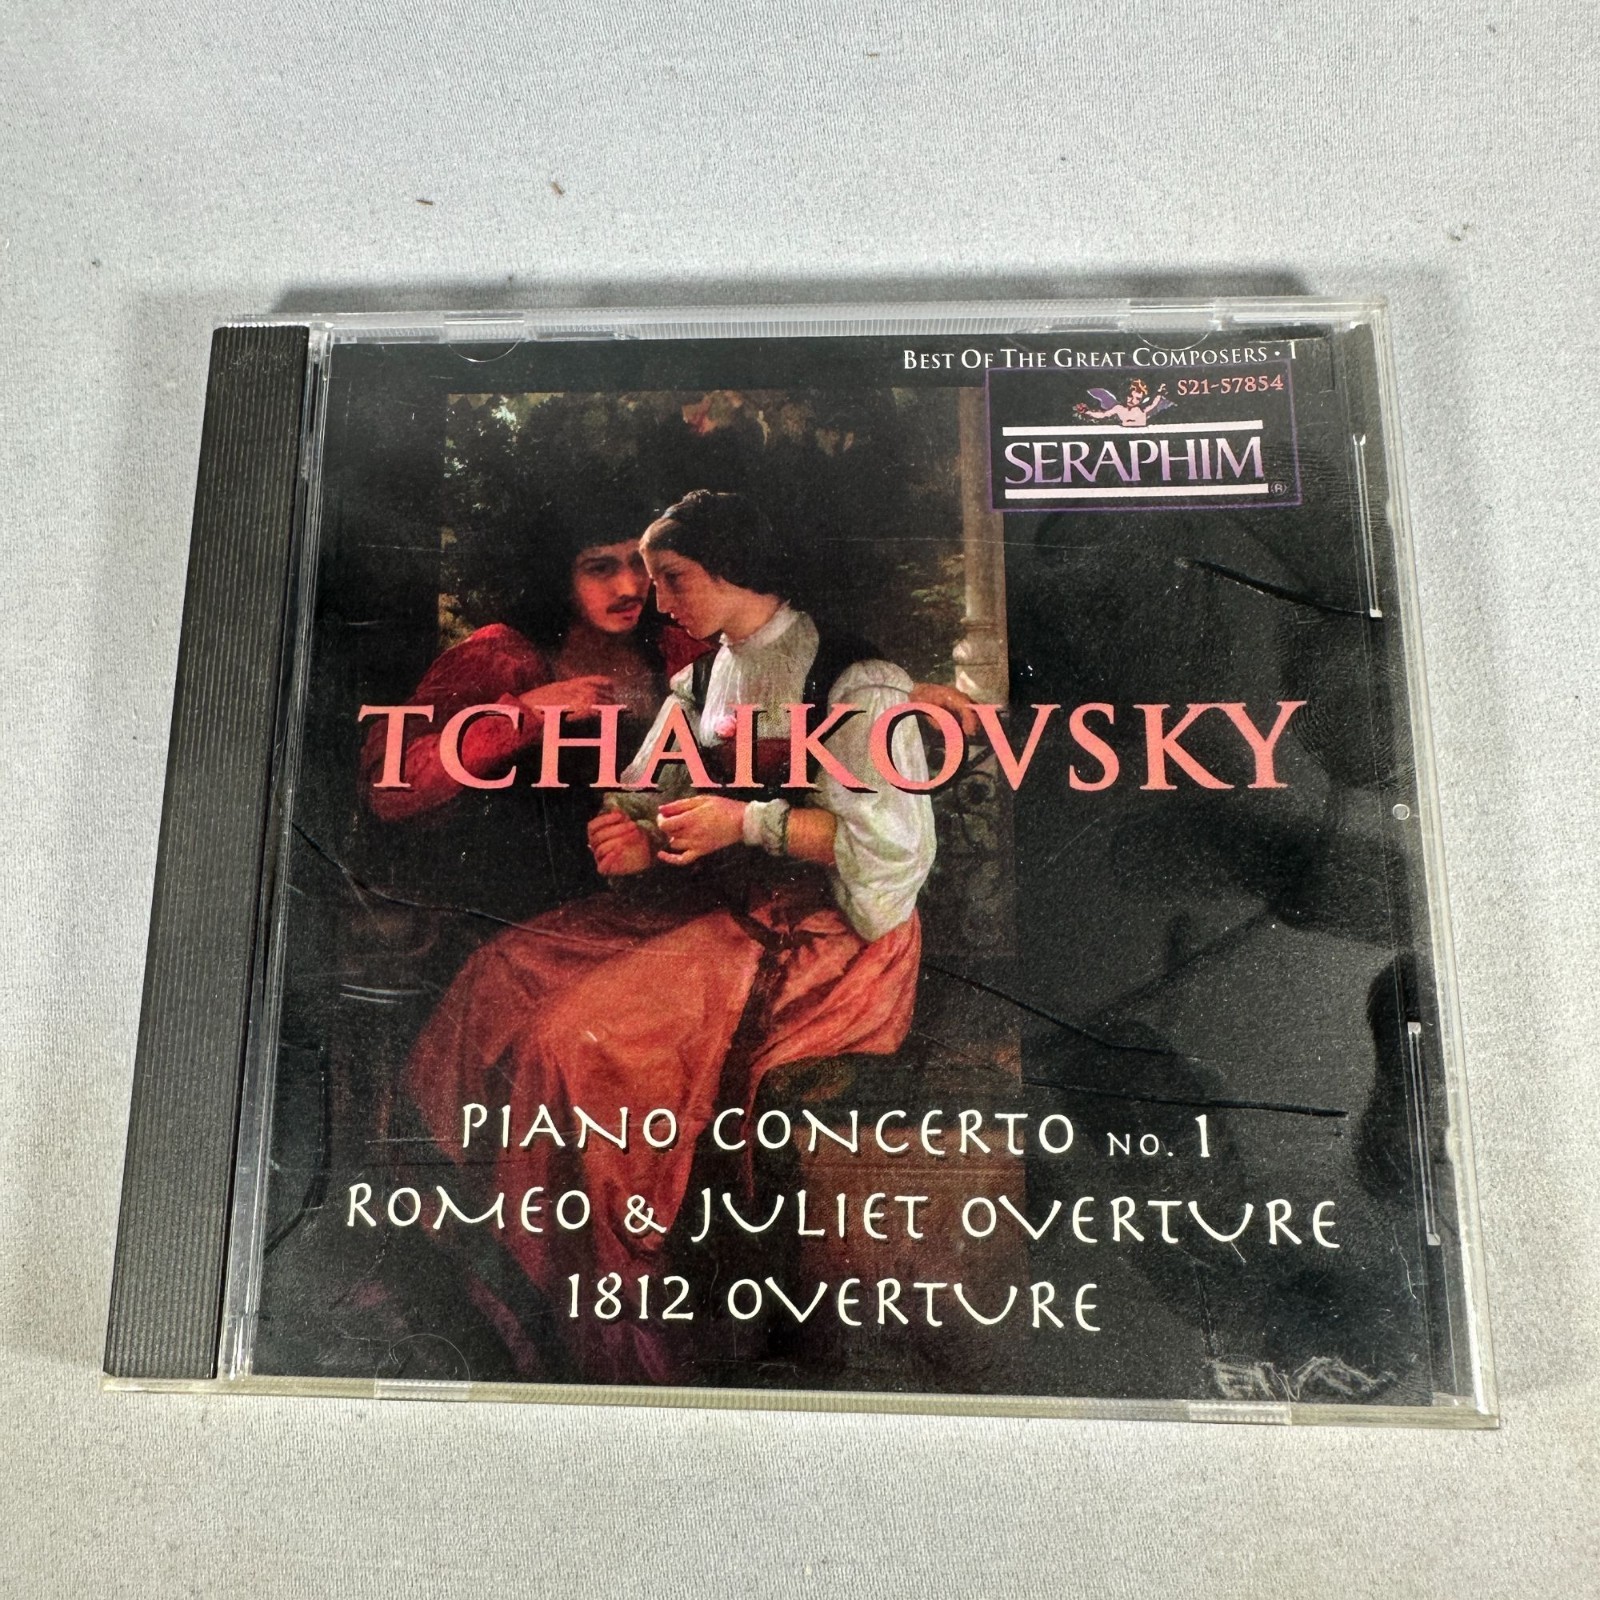 BEST OF THE GREAT COMPOSERS • 1
S21-57854
SERAPHIM ®
TCHAIKOVSKY
PIANO CONCERTO NO. 1
ROMEO & JULIET OVERTURE
1812 OVERTURE